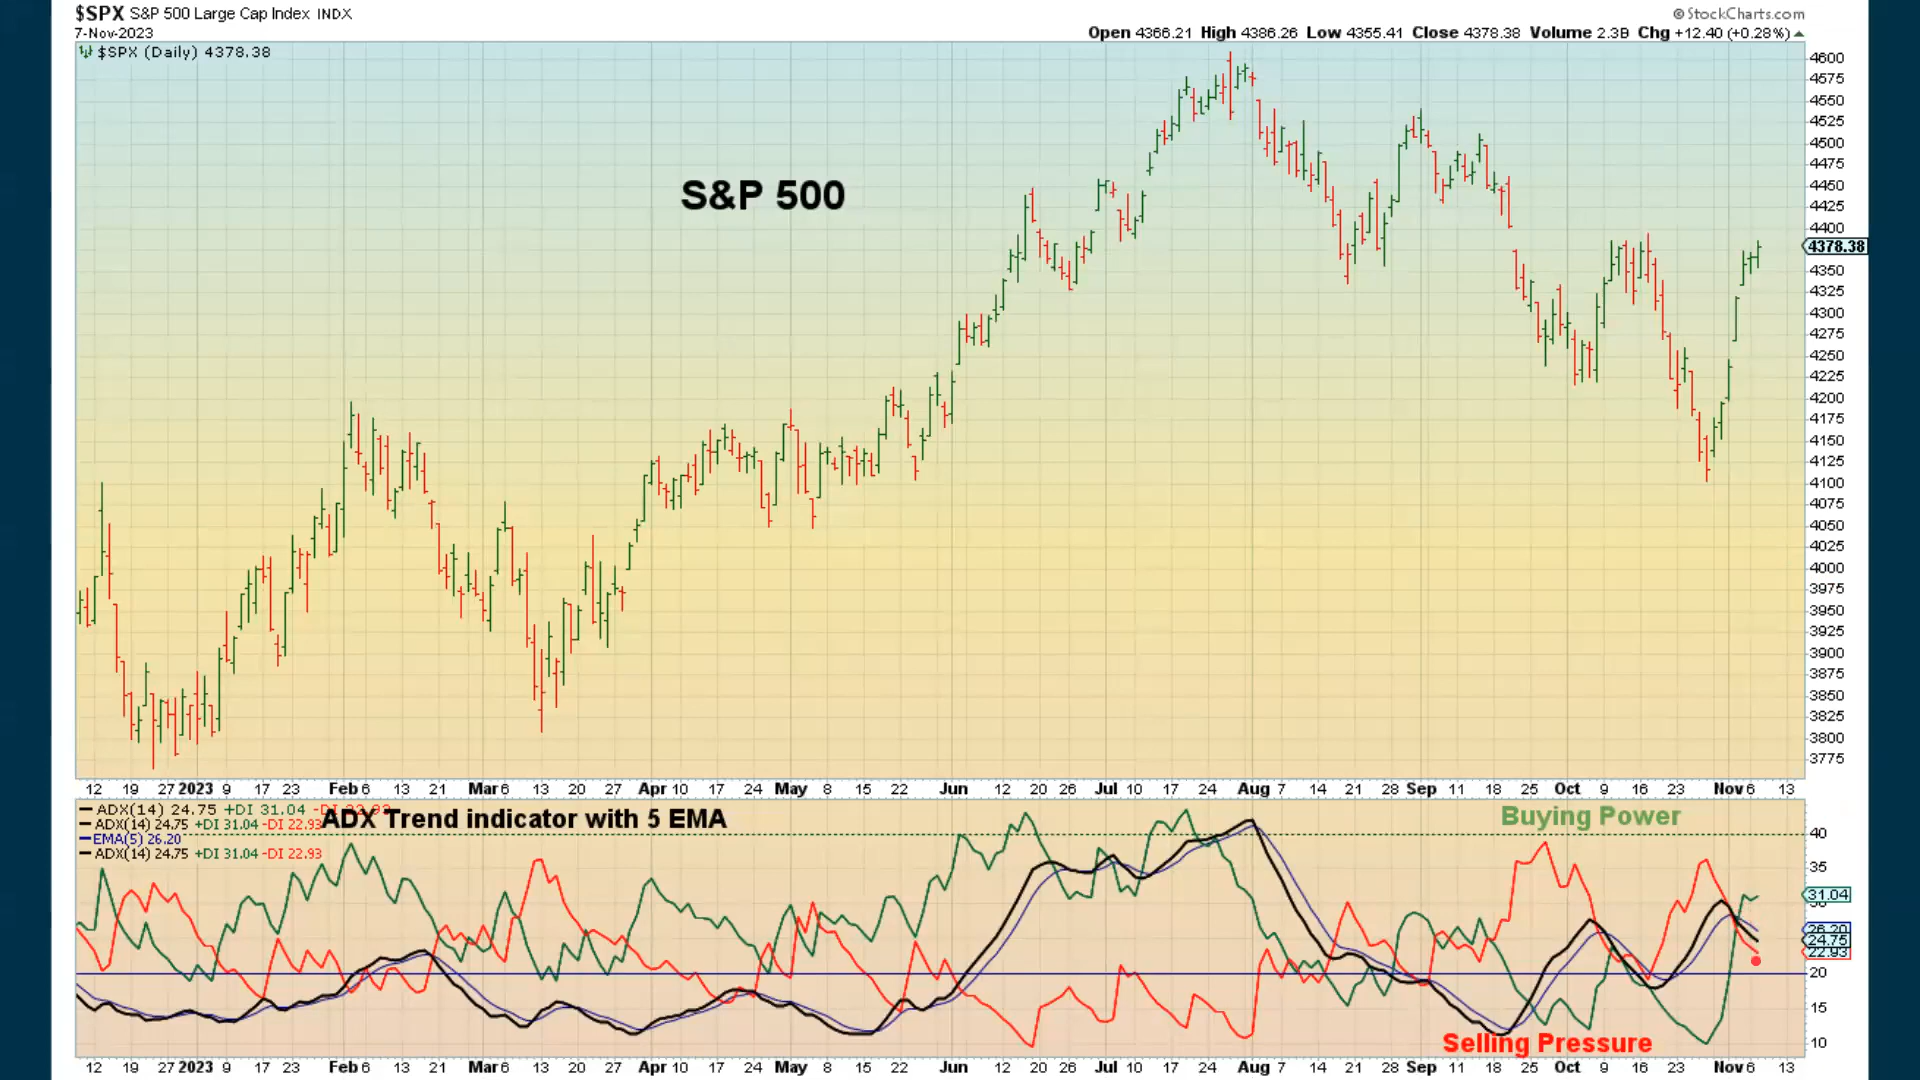 $SPX S&P 500 Large Cap Index INDX
© StockCharts.com
7-Nov-2023
Open 4366.21 High 4386.26 Low 4355.41 Close 4378.38 Volume 2.3B Chg +12.40 (+0.28%)
$SPX (Daily) 4378.38
4600
4575
4550
4525
4500
4475
4450
4425
4400
4378.38
4350
4325
4300
4275
4250
4225
4200
4175
4150
4125
4100
4075
4050
4025
4000
3975
3950
3925
3900
3875
3850
3825
3800
3775
S&P 500
12 19 27 2023 9 17 23 Feb 6 13 21 Mar 6 13 20 27 Apr 10 17 24 May 8 15 22 Jun 12 20 26 Jul 10 17 24 Aug 7 14 21 28 Sep 11 18 25 Oct 9 16 23 Nov 6 13
ADX(14) 24.75 +DI 31.04 -DI 22.93
ADX(14) 24.75 +DI 31.04 -DI 22.93
EMA(5) 26.20
ADX(14) 24.75 +DI 31.04 -DI 22.93
ADX Trend indicator with 5 EMA
Buying Power
Selling Pressure
40
35
31.04
30
26.20
24.75
22.93
20
15
10
12 19 27 2023 9 17 23 Feb 6 13 21 Mar 6 13 20 27 Apr 10 17 24 May 8 15 22 Jun 12 20 26 Jul 10 17 24 Aug 7 14 21 28 Sep 11 18 25 Oct 9 16 23 Nov 6 13